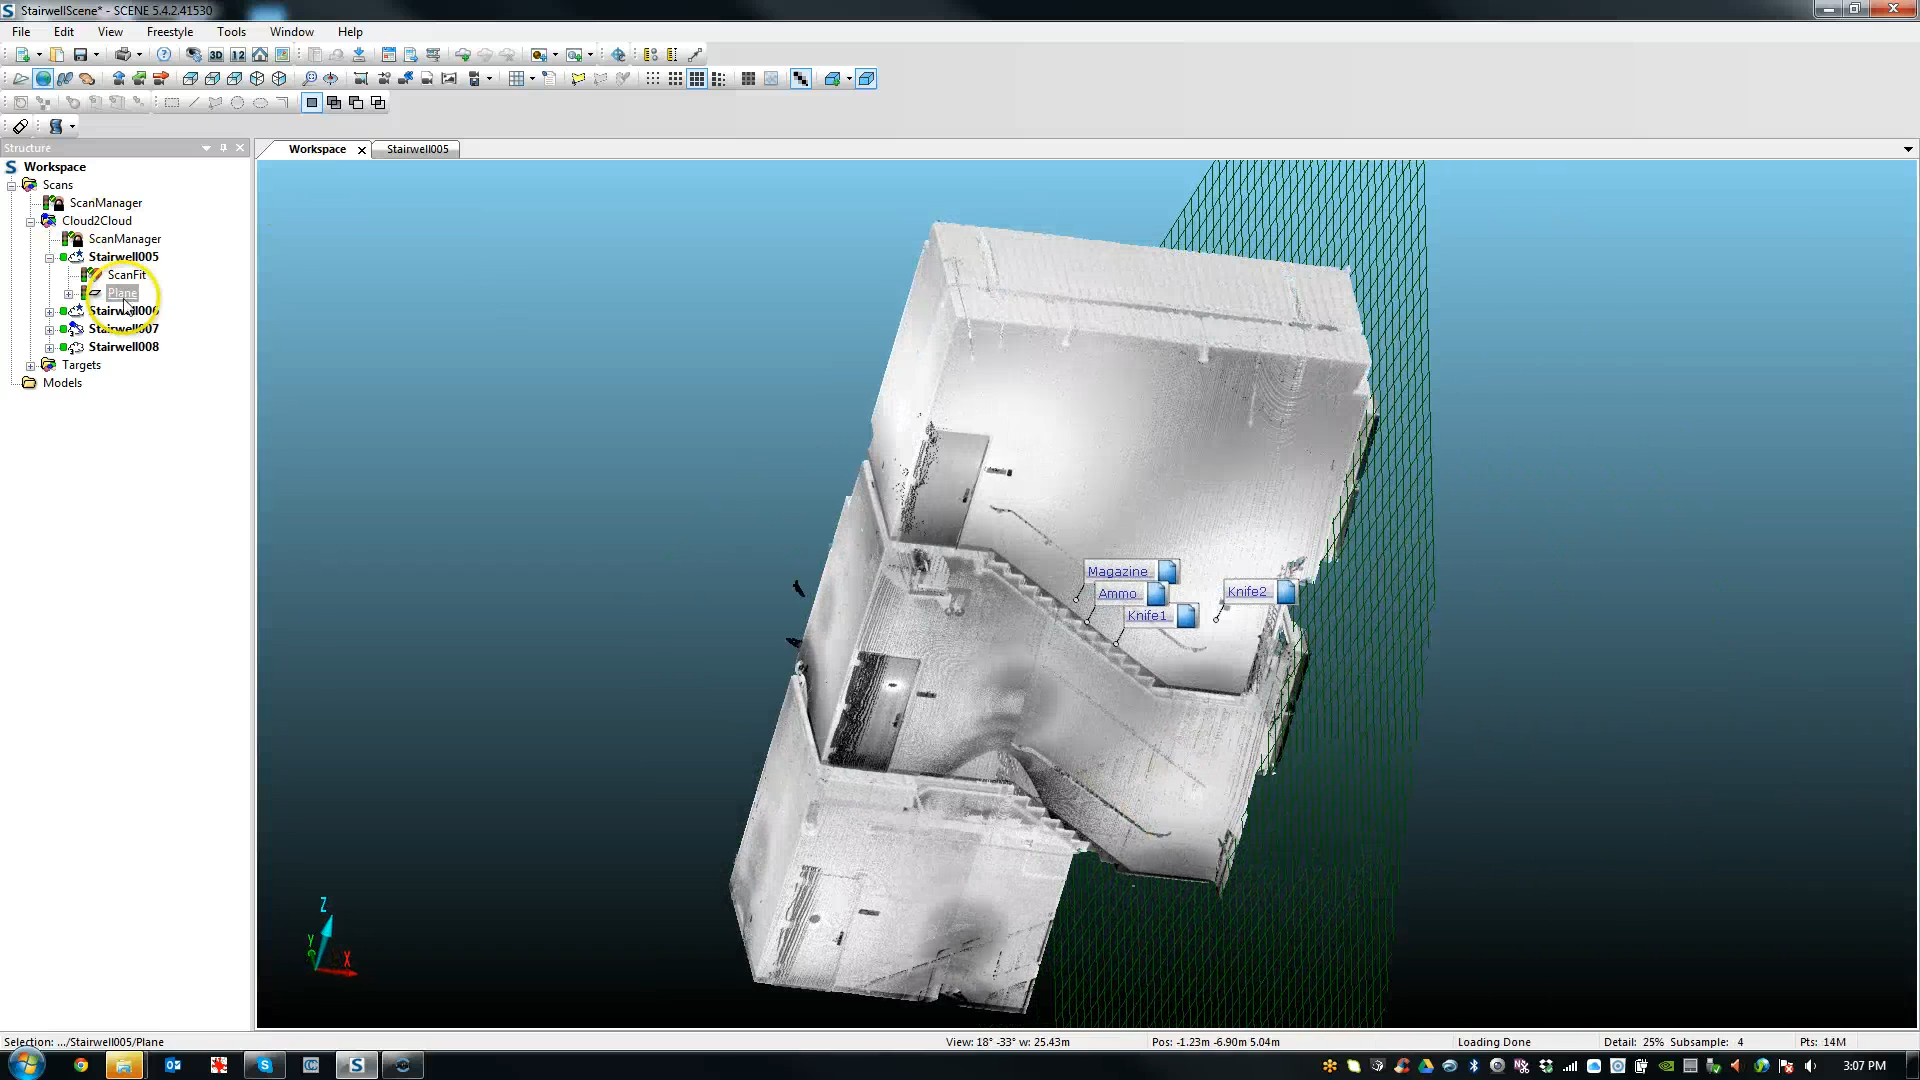 StairwellScene* - SCENE 5.4.2.41530
File Edit View Freestyle Tools Window Help
3D 12
Structure
Workspace
Scans
ScanManager
Cloud2Cloud
ScanManager
Stairwell005
ScanFit
Plane
Stairwell006
Stairwell007
Stairwell008
Targets
Models
Workspace Stairwell005
Magazine
Ammo
Knife1
Knife2
Z
Y
X
Selection: .../Stairwell005/Plane View: 18° -33° w: 25.43m Pos: -1.23m -6.90m 5.04m Loading Done Detail: 25% Subsample: 4 Pts: 14M
3:07 PM